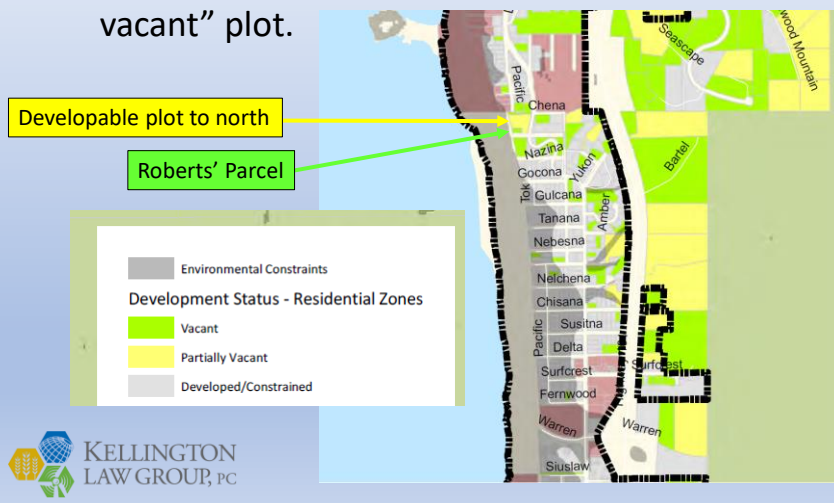 vacant” plot.
Developable plot to north
Roberts’ Parcel
Environmental Constraints
Development Status - Residential Zones
Vacant
Partially Vacant
Developed/Constrained
Seascape
wood Mountain
Pacific
Chena
Nazina
Yukon
Bartel
Gocona
Tok
Gulcana
Amber
Tanana
Nebesna
Nelchena
Chisana
Pacific
Susitna
Delta
Surfcrest
Surfcrest
Fernwood
Warren
Warren
Siuslaw
KELLINGTON
LAW GROUP, PC